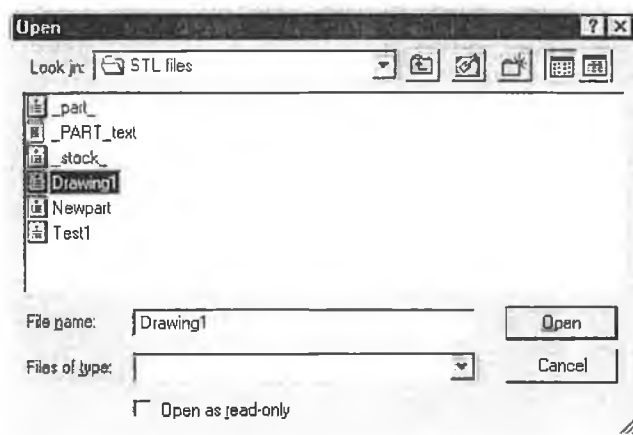 Open
Look in: STL files
_part_
_PART_text
_stock_
Drawing1
Newpart
Test1
File name: Drawing1 Open
Files of type: Cancel
Open as read-only